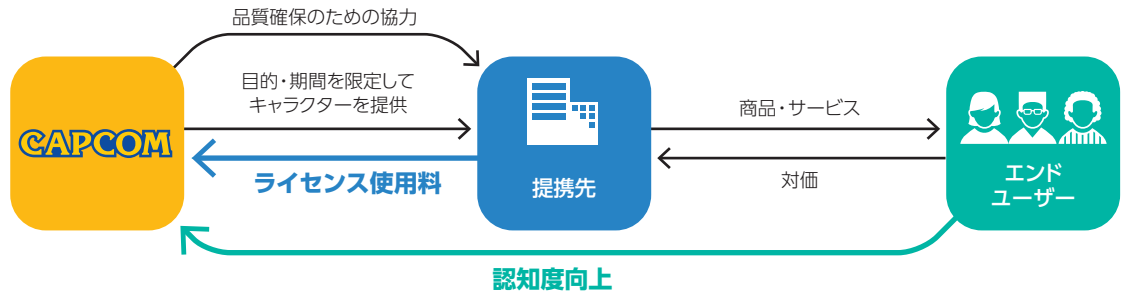 品質確保のための協力
目的・期間を限定して
キャラクターを提供
CAPCOM
ライセンス使用料
提携先
商品・サービス
対価
エンド
ユーザー
認知度向上